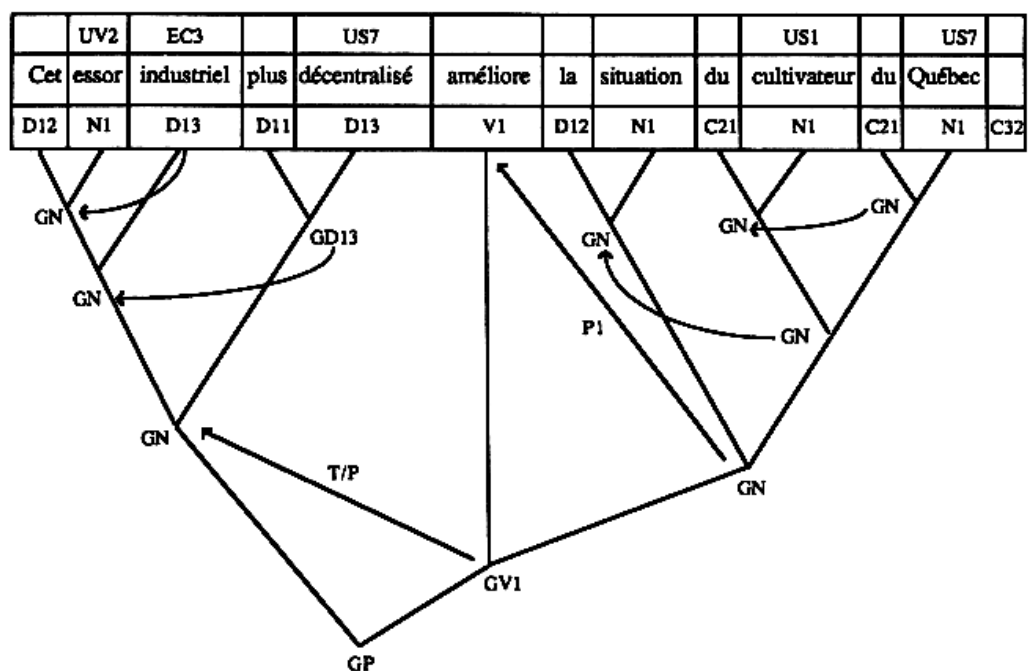 UV2 EC3 US7 US1 US7
Cet essor industriel plus décentralisé améliore la situation du cultivateur du Québec
D12 N1 D13 D11 D13 V1 D12 N1 C21 N1 C21 N1 C32
GN GN GN
GD13 GN
GN
P1 GN
GN
T/P
GN
GV1
GP